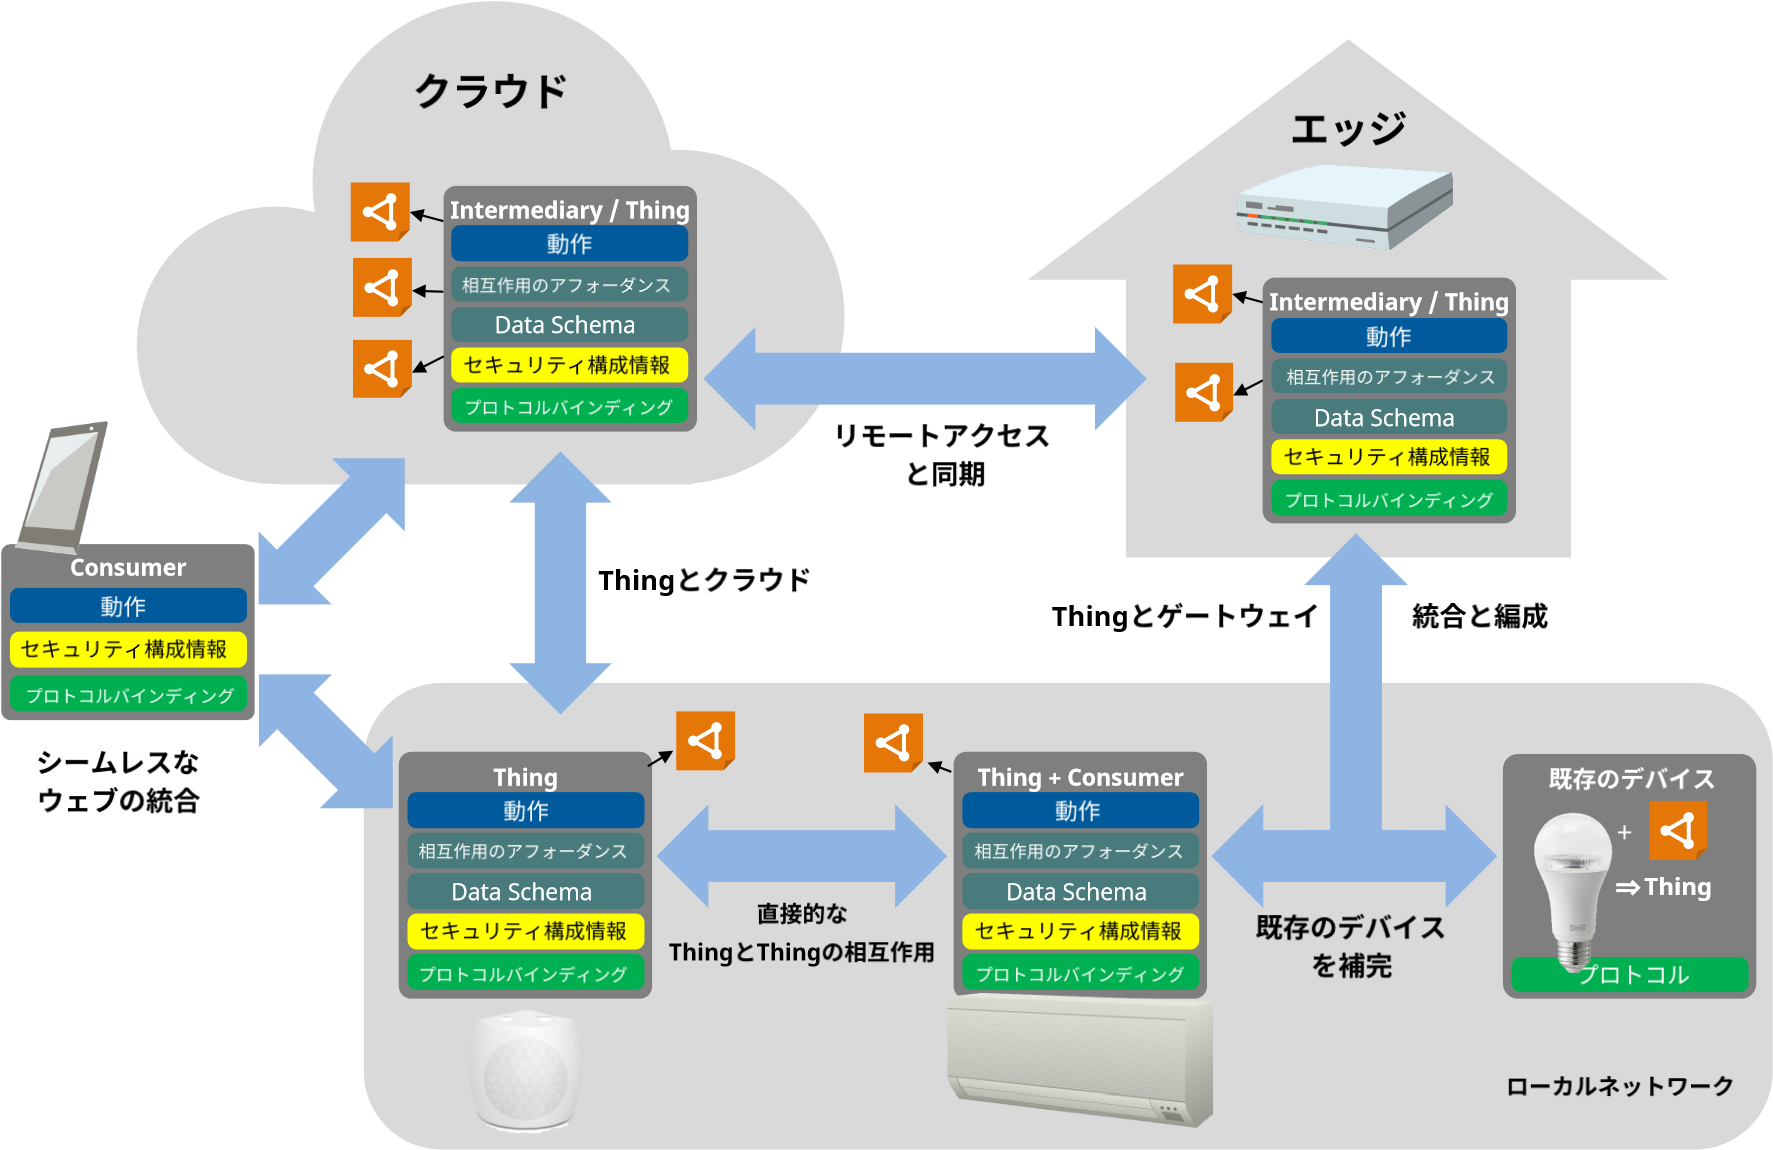 クラウド
Intermediary / Thing
動作
相互作用のアフォーダンス
Data Schema
セキュリティ構成情報
プロトコルバインディング
エッジ
Intermediary / Thing
動作
相互作用のアフォーダンス
Data Schema
セキュリティ構成情報
プロトコルバインディング
リモートアクセス
と同期
Consumer
動作
セキュリティ構成情報
プロトコルバインディング
シームレスな
ウェブの統合
Thingとクラウド
Thingとゲートウェイ
統合と編成
Thing
動作
相互作用のアフォーダンス
Data Schema
セキュリティ構成情報
プロトコルバインディング
直接的な
ThingとThingの相互作用
Thing + Consumer
動作
相互作用のアフォーダンス
Data Schema
セキュリティ構成情報
プロトコルバインディング
既存のデバイス
を補完
既存のデバイス
+
⇒Thing
プロトコル
ローカルネットワーク